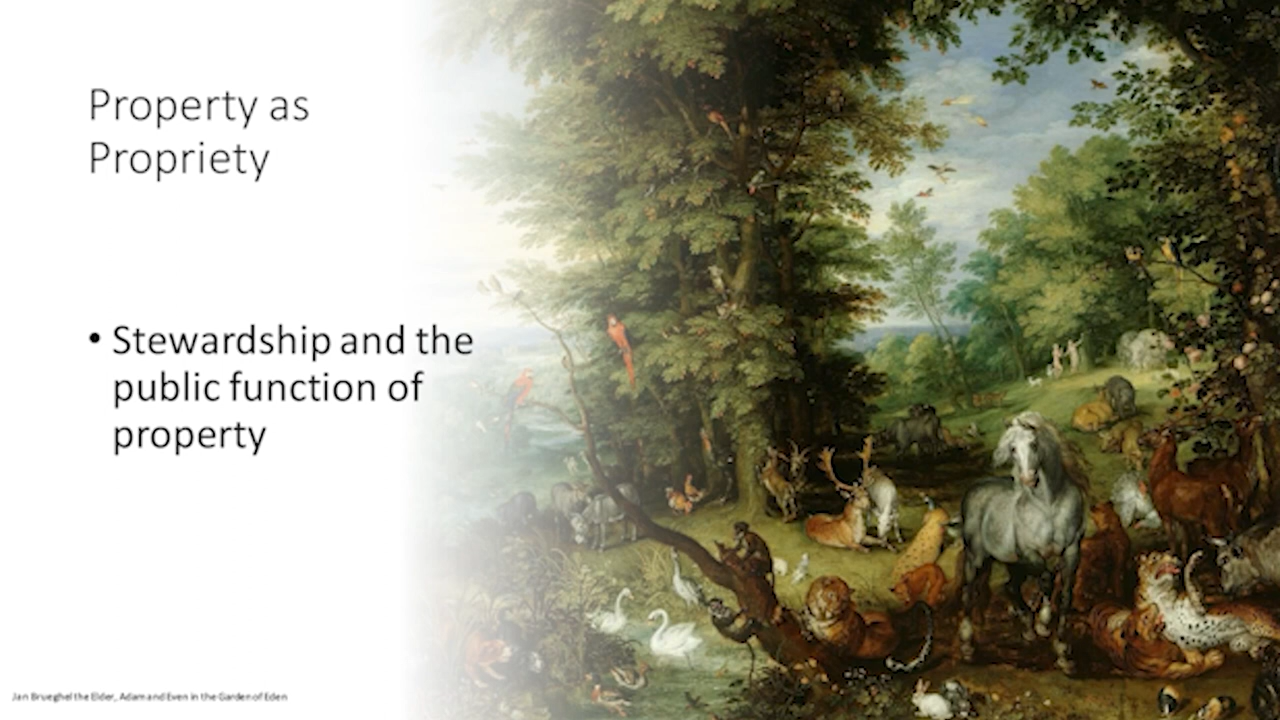 Property as
Propriety
• Stewardship and the
public function of
property
Jan Brueghel the Elder, Adam and Even in the Garden of Eden